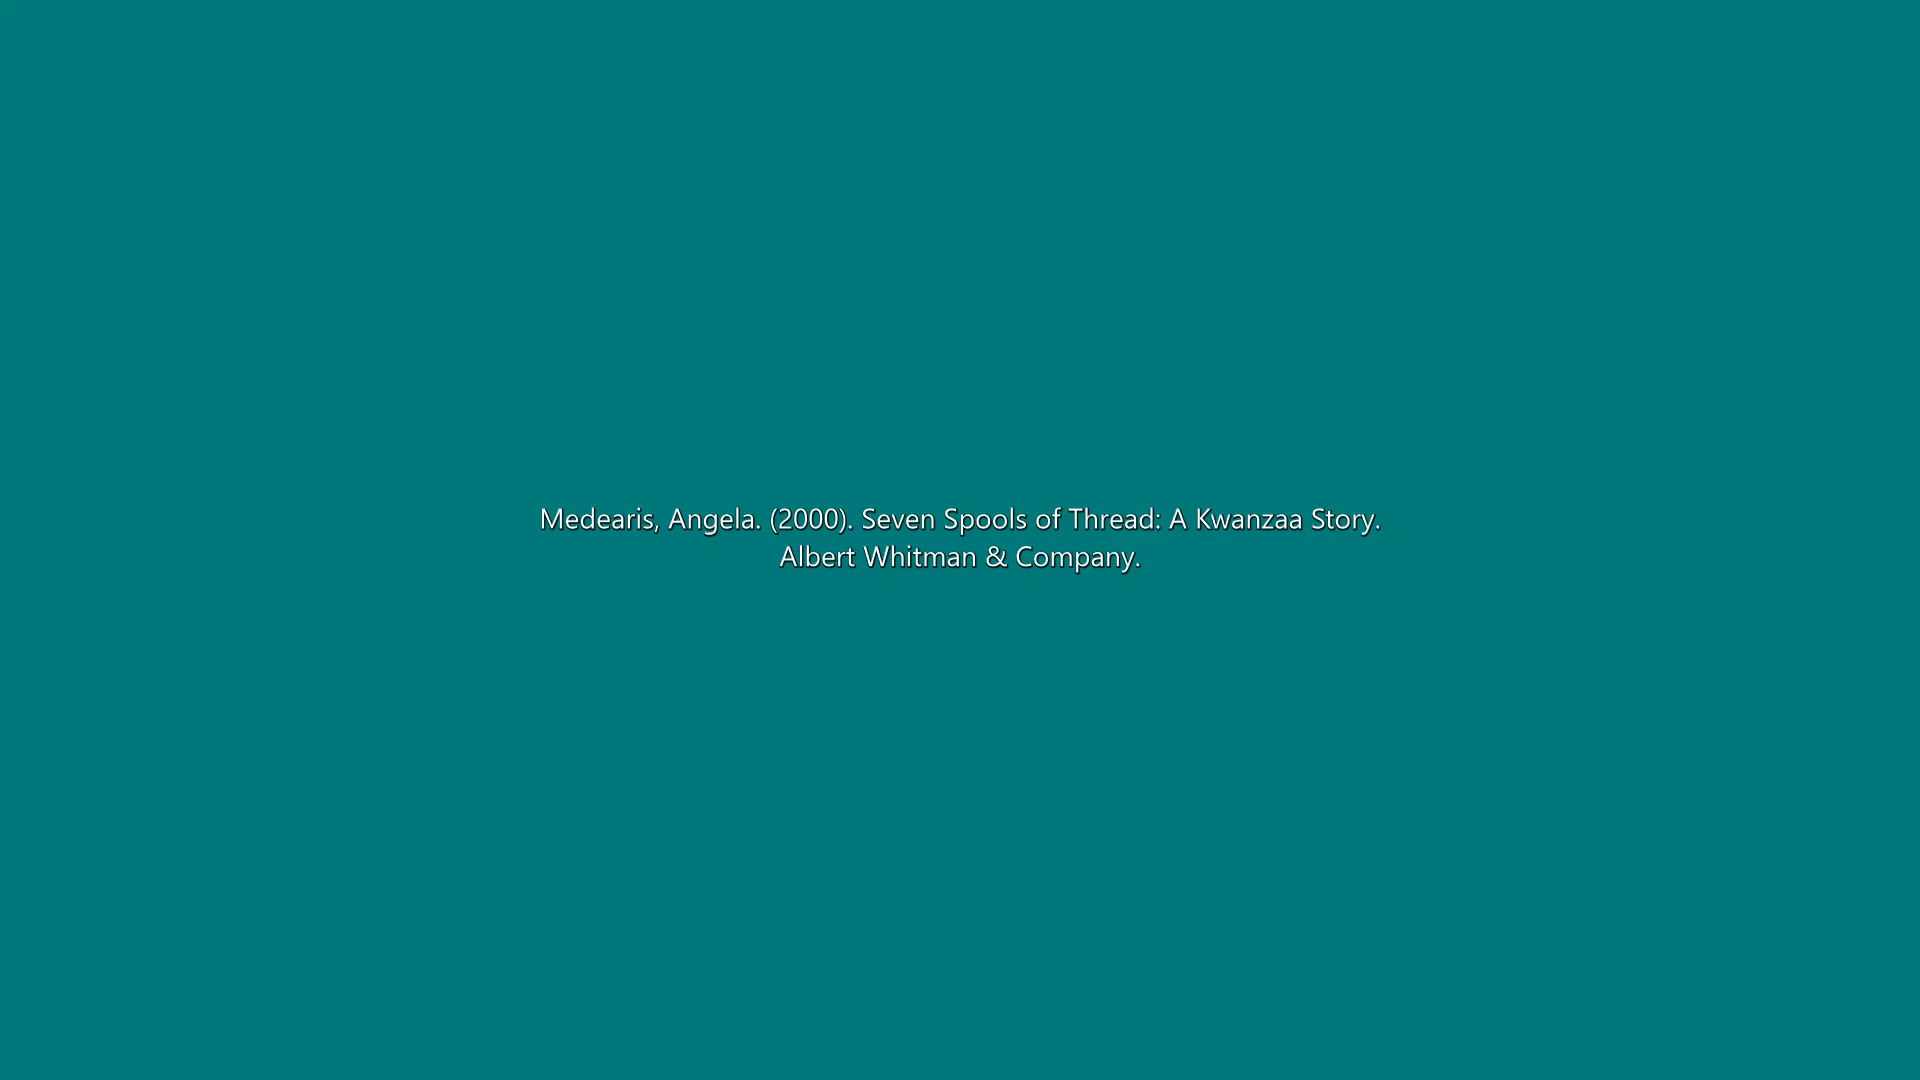 Medearis, Angela. (2000). Seven Spools of Thread: A Kwanzaa Story.
Albert Whitman & Company.